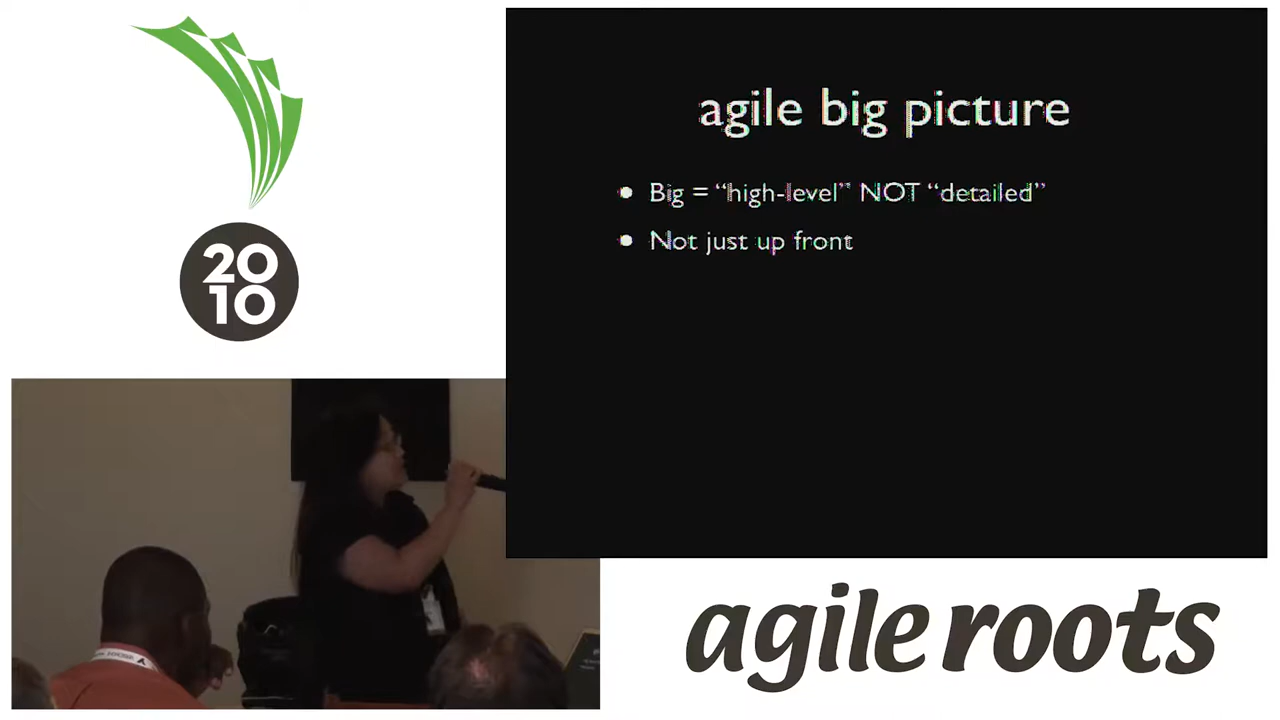 20
10
agile big picture
• Big = “high-level” NOT “detailed”
• Not just up front
agile roots